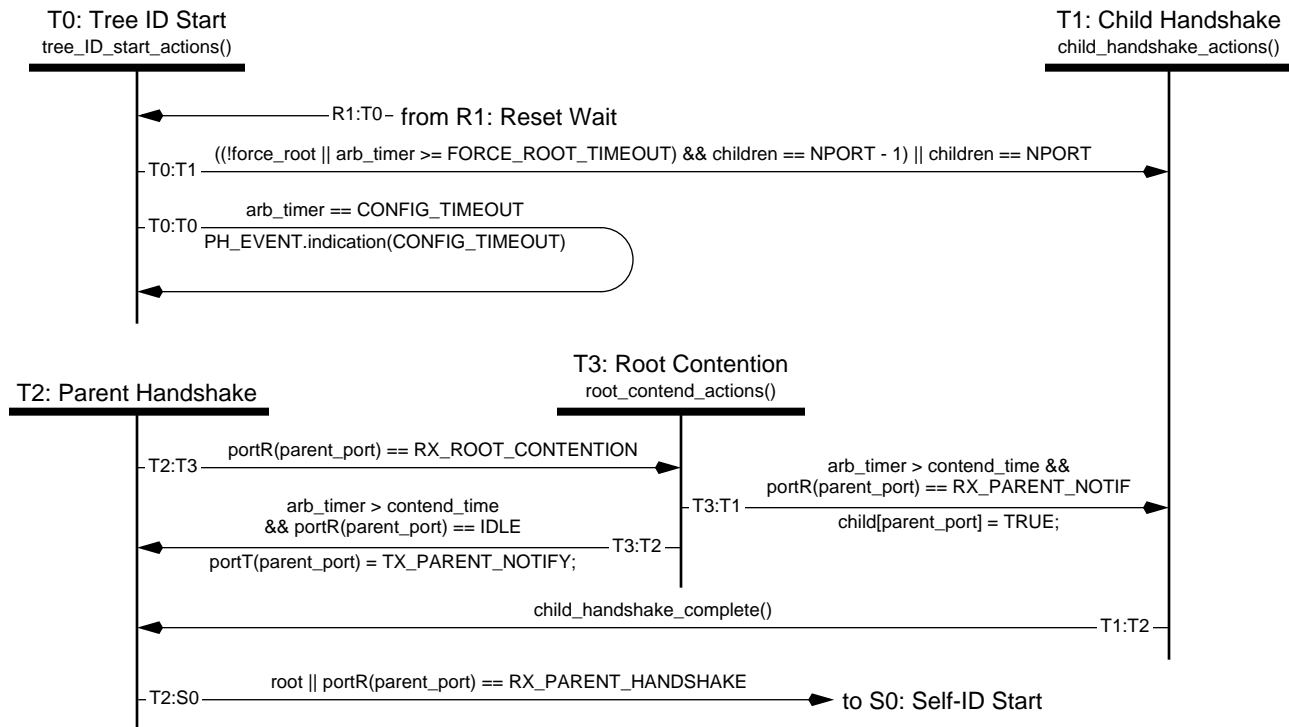 T0: Tree ID Start
tree_ID_start_actions()
T1: Child Handshake
child_handshake_actions()
R1:T0
from R1: Reset Wait
((!force_root || arb_timer >= FORCE_ROOT_TIMEOUT) && children == NPORT - 1) || children == NPORT
T0:T1
arb_timer == CONFIG_TIMEOUT
T0:T0
PH_EVENT.indication(CONFIG_TIMEOUT)
T3: Root Contention
root_contend_actions()
T2: Parent Handshake
portR(parent_port) == RX_ROOT_CONTENTION
T2:T3
arb_timer > contend_time &&
portR(parent_port) == RX_PARENT_NOTIF
T3:T1
child[parent_port] = TRUE;
arb_timer > contend_time
&& portR(parent_port) == IDLE
T3:T2
portT(parent_port) = TX_PARENT_NOTIFY;
child_handshake_complete()
T1:T2
root || portR(parent_port) == RX_PARENT_HANDSHAKE
T2:S0
to S0: Self-ID Start